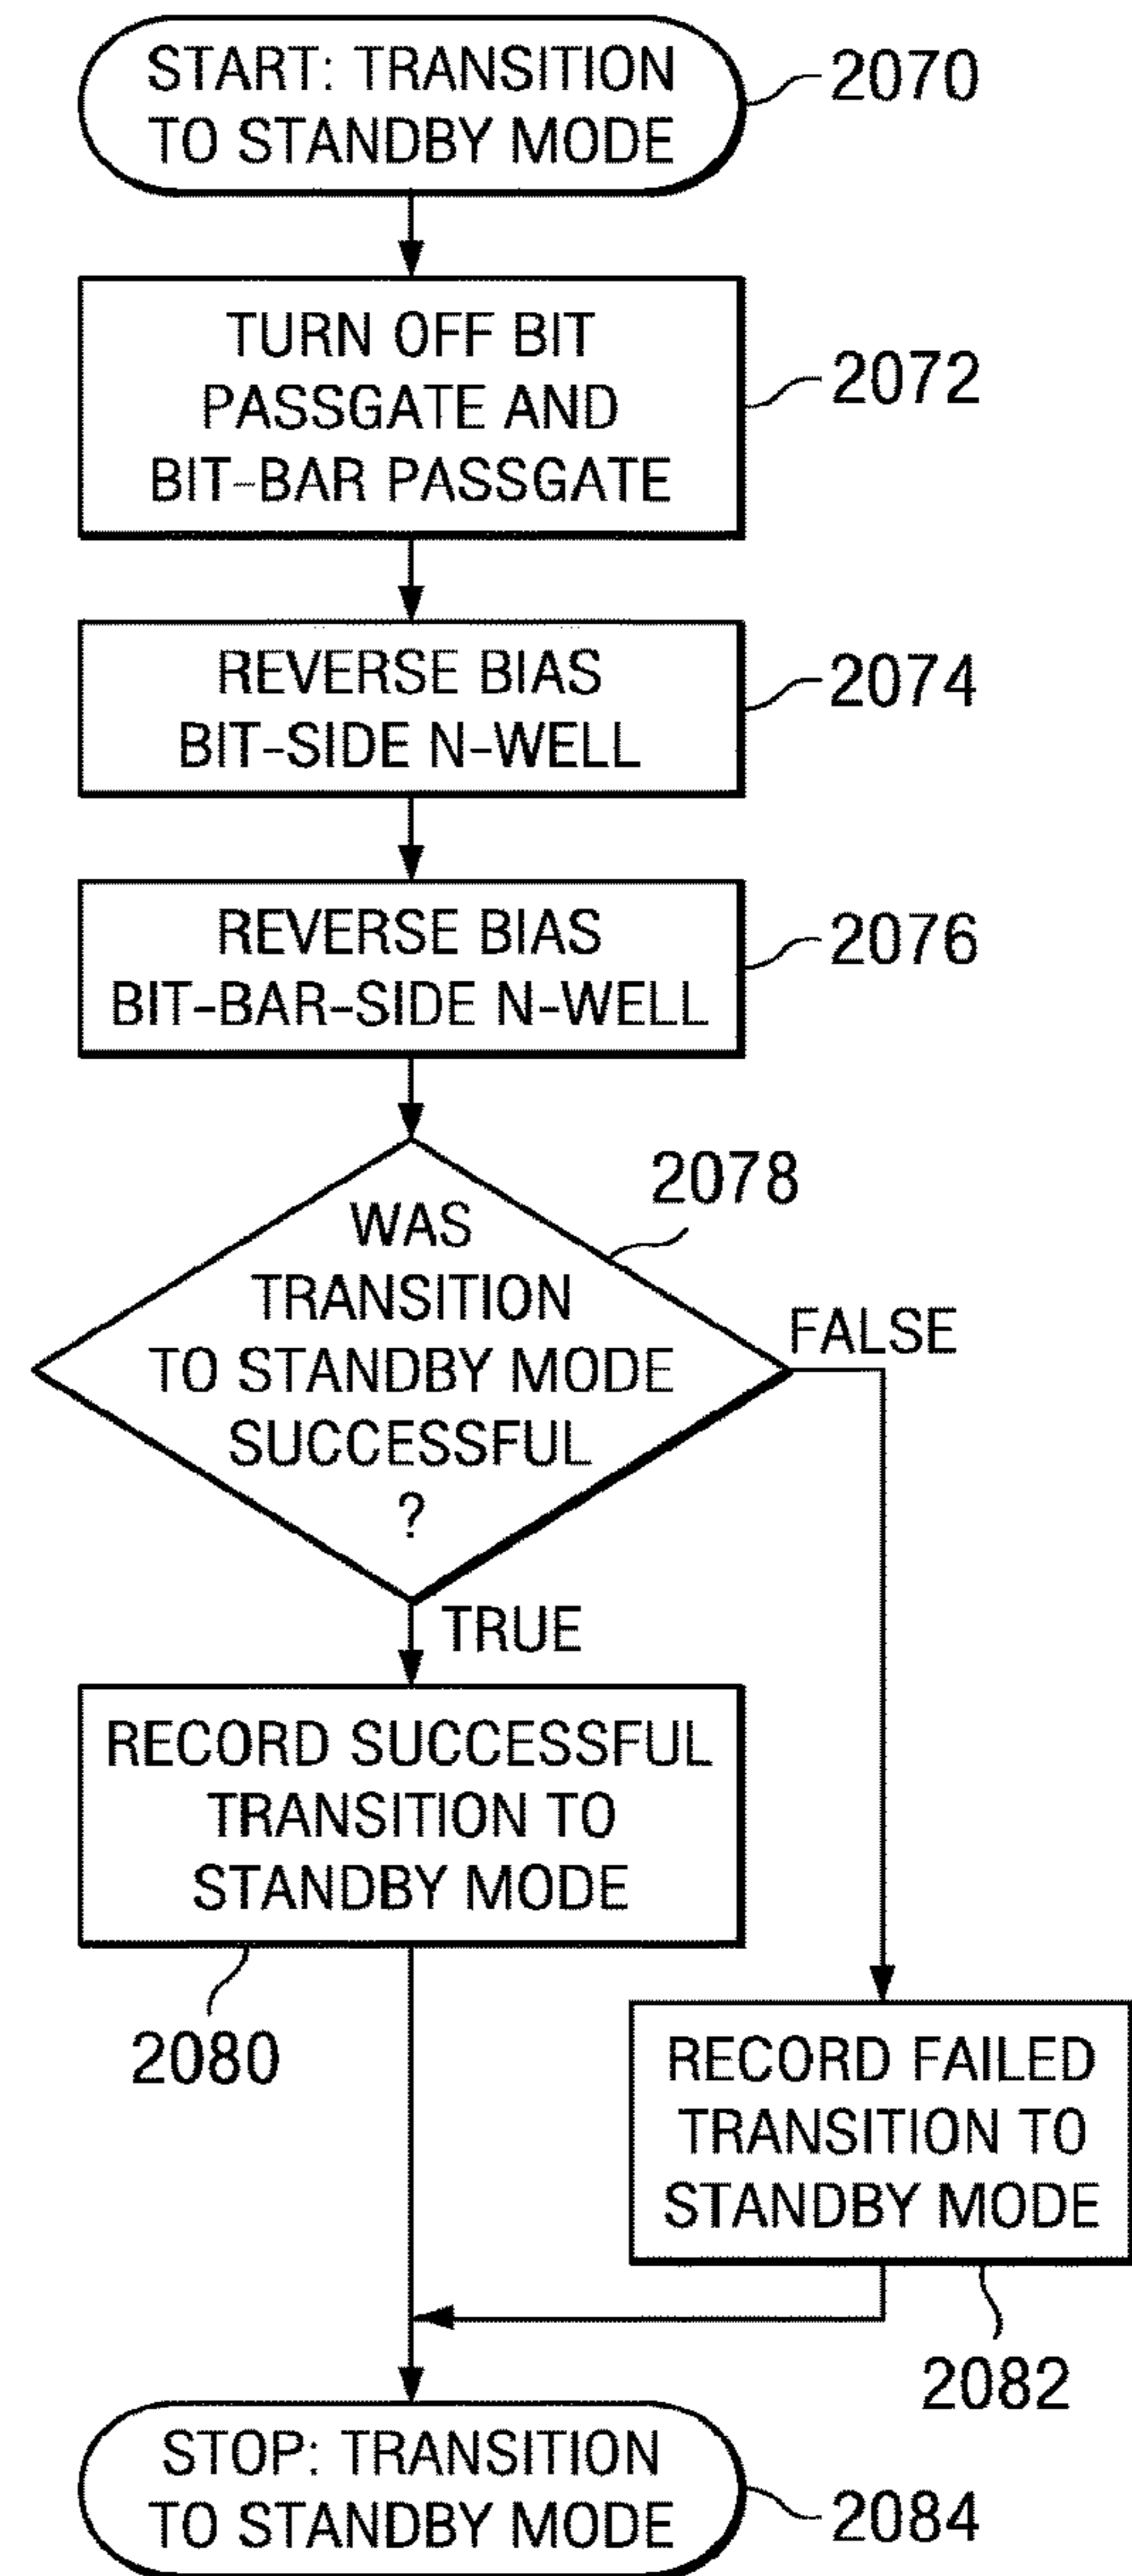 START: TRANSITION
TO STANDBY MODE
2070
TURN OFF BIT
PASSGATE AND
BIT-BAR PASSGATE
2072
REVERSE BIAS
BIT-SIDE N-WELL
2074
REVERSE BIAS
BIT-BAR-SIDE N-WELL
2076
2078
WAS
TRANSITION
TO STANDBY MODE
SUCCESSFUL
?
FALSE
TRUE
RECORD SUCCESSFUL
TRANSITION TO
STANDBY MODE
2080
RECORD FAILED
TRANSITION TO
STANDBY MODE
2082
STOP: TRANSITION
TO STANDBY MODE
2084